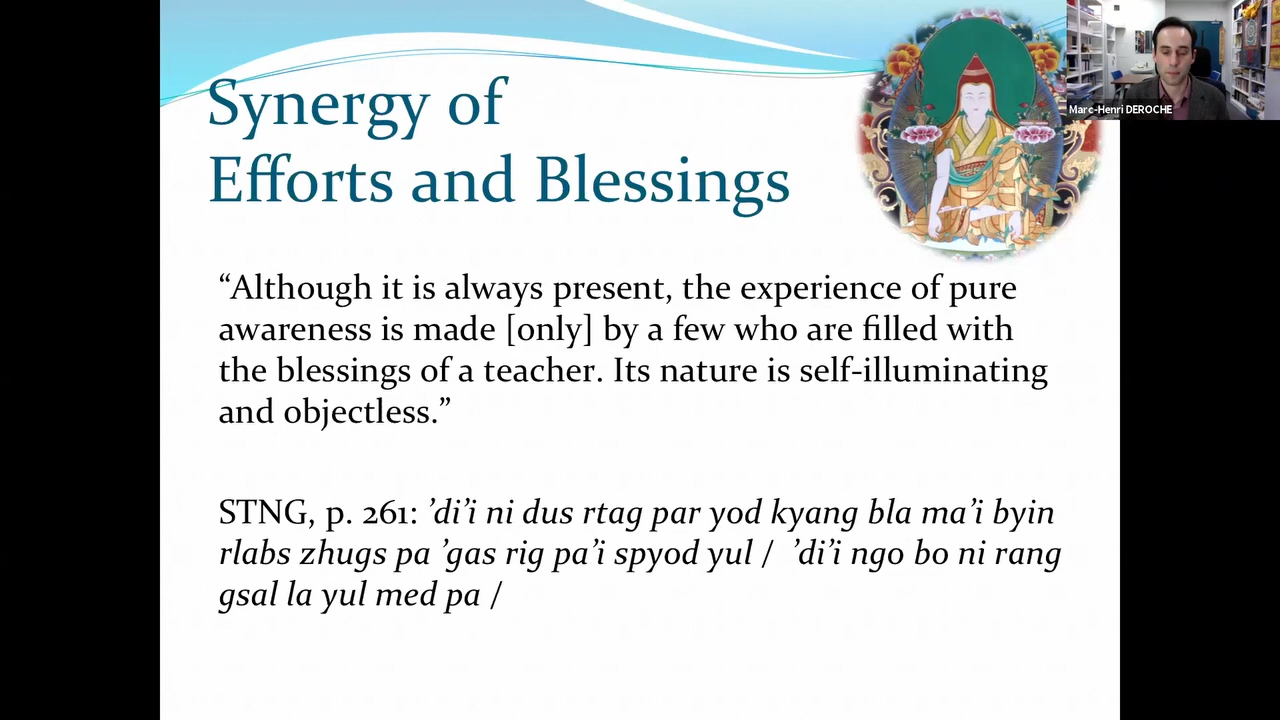 Synergy of
Efforts and Blessings
Marc-Henri DEROCHE
“Although it is always present, the experience of pure
awareness is made [only] by a few who are filled with
the blessings of a teacher. Its nature is self-illuminating
and objectless.”
STNG, p. 261: ’di’i ni dus rtag par yod kyang bla ma’i byin
rlabs zhugs pa ’gas rig pa’i spyod yul / ’di’i ngo bo ni rang
gsal la yul med pa /